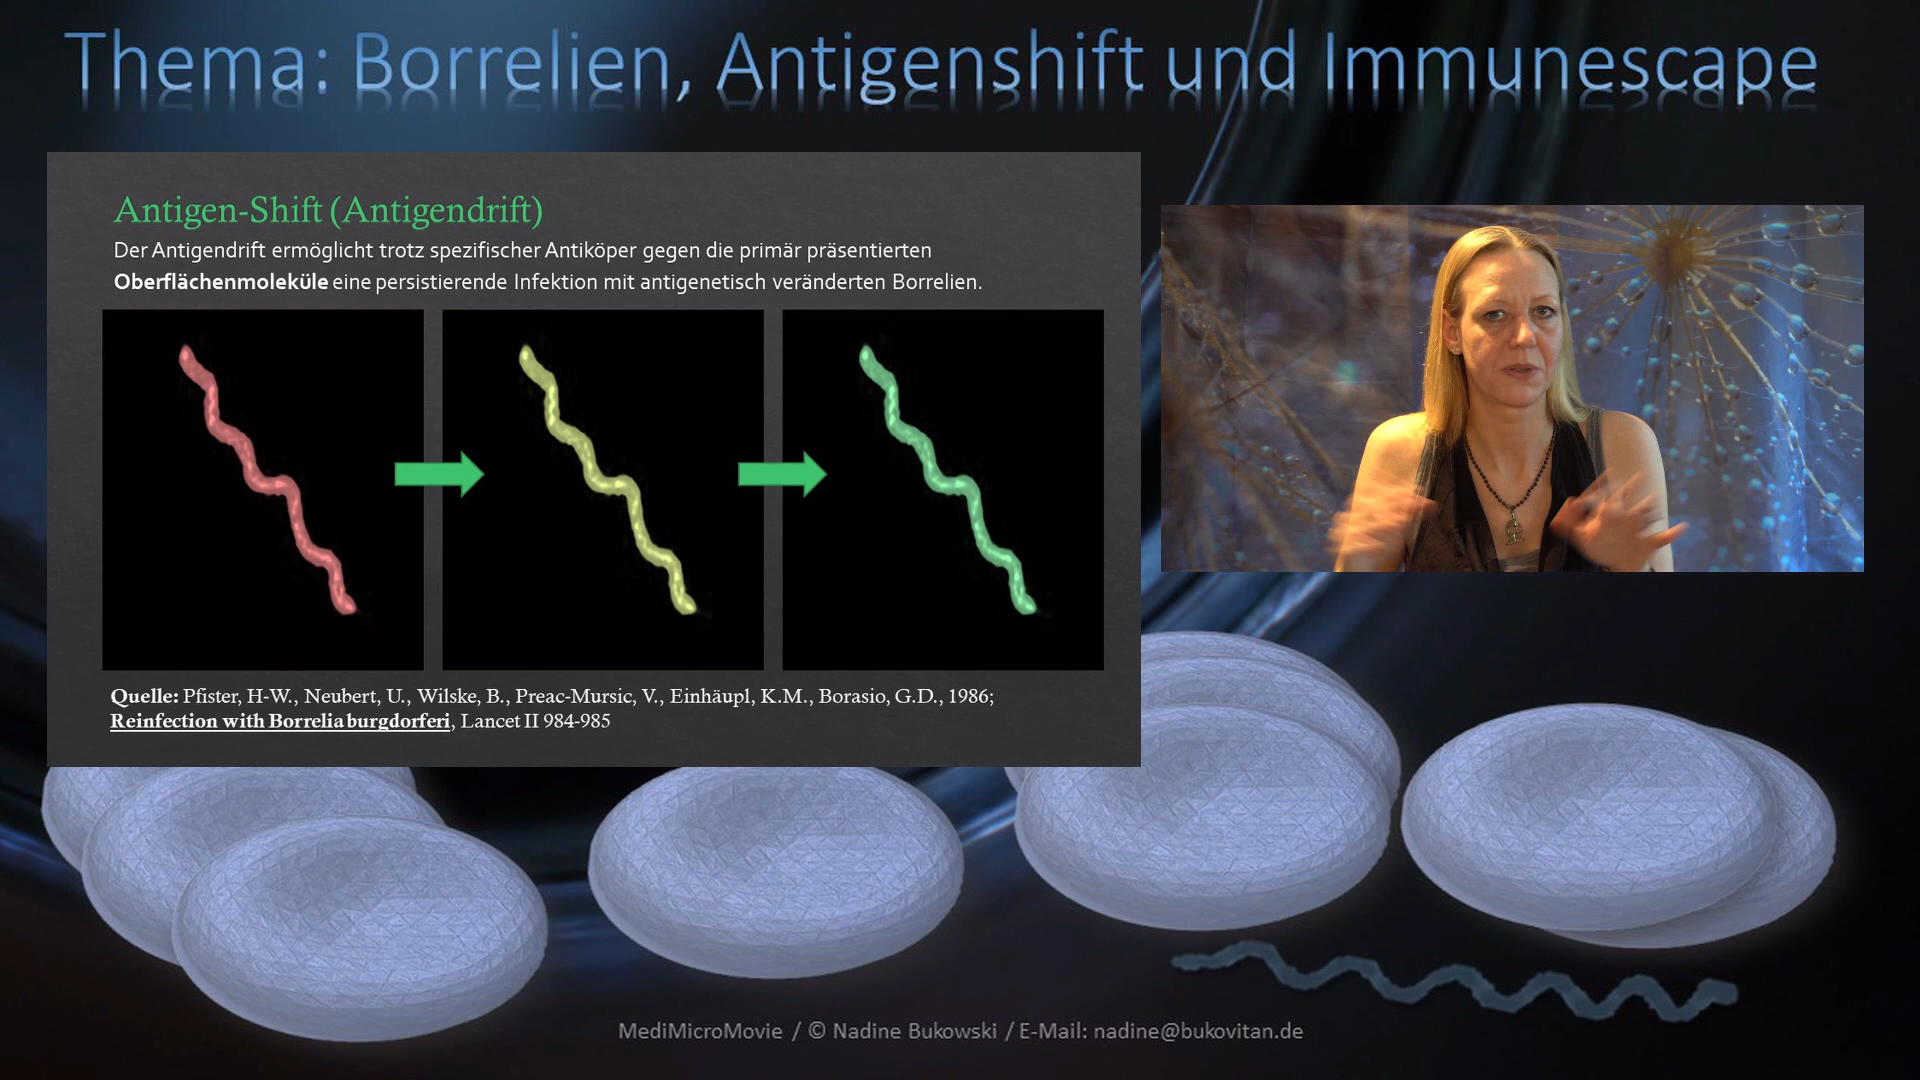 Thema: Borrelien, Antigenshift und Immunescape
Antigen-Shift (Antigendrift)
Der Antigendrift ermöglicht trotz spezifischer Antiköper gegen die primär präsentierten
Oberflächenmoleküle eine persistierende Infektion mit antigenetisch veränderten Borrelien.
Quelle: Pfister, H-W., Neubert, U., Wilske, B., Preac-Mursic, V., Einhäupl, K.M., Borasio, G.D., 1986;
Reinfection with Borrelia burgdorferi, Lancet II 984-985
MediMicroMovie / © Nadine Bukowski / E-Mail: nadine@bukovitan.de